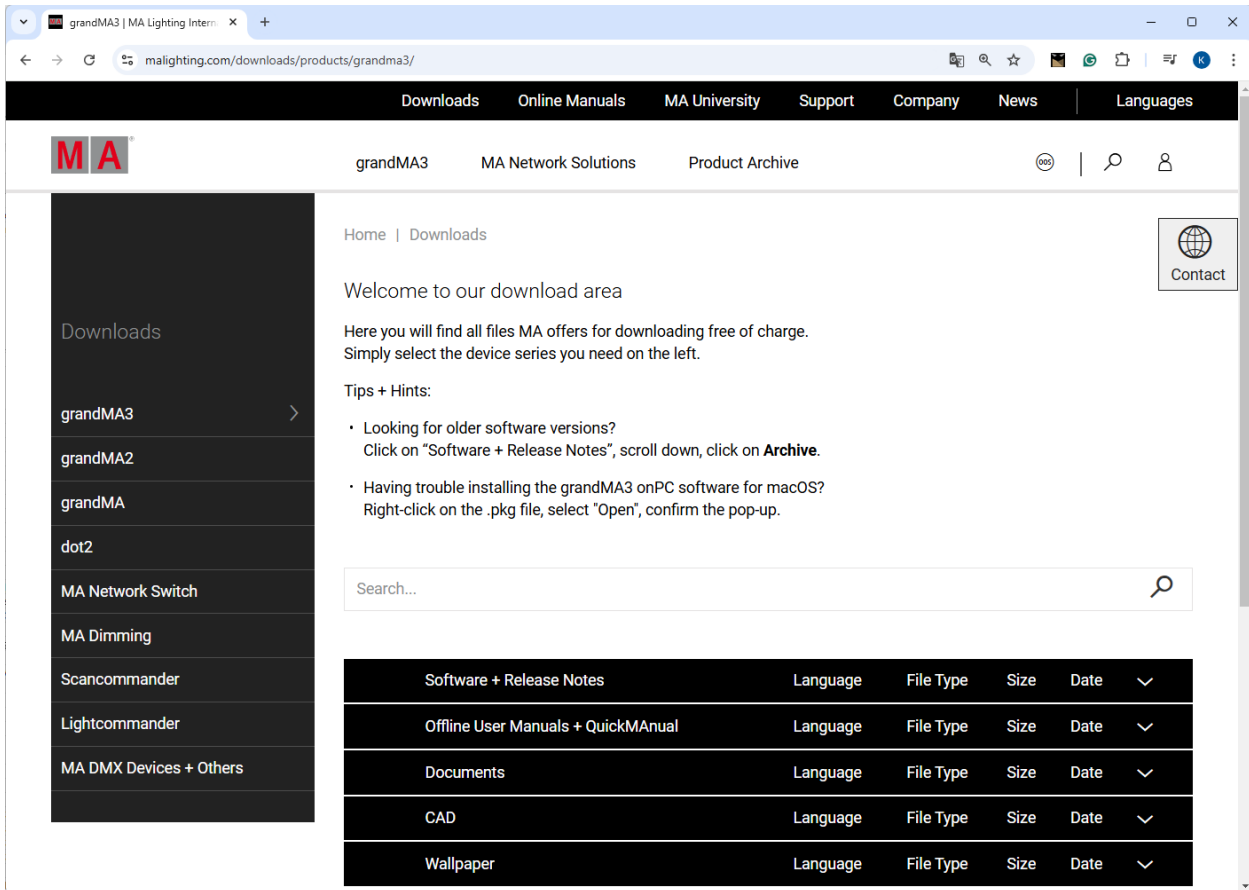 grandMA3 | MA Lighting Intern
malighting.com/downloads/products/grandma3/
K
Downloads Online Manuals MA University Support Company News Languages
MA
grandMA3 MA Network Solutions Product Archive
OOS
Home | Downloads
Contact
Welcome to our download area
Here you will find all files MA offers for downloading free of charge.
Simply select the device series you need on the left.
Tips + Hints:
· Looking for older software versions?
Click on “Software + Release Notes”, scroll down, click on Archive.
· Having trouble installing the grandMA3 onPC software for macOS?
Right-click on the .pkg file, select "Open", confirm the pop-up.
Downloads
grandMA3
grandMA2
grandMA
dot2
MA Network Switch
MA Dimming
Scancommander
Lightcommander
MA DMX Devices + Others
Search...
Software + Release Notes Language File Type Size Date
Offline User Manuals + QuickMAnual Language File Type Size Date
Documents Language File Type Size Date
CAD Language File Type Size Date
Wallpaper Language File Type Size Date